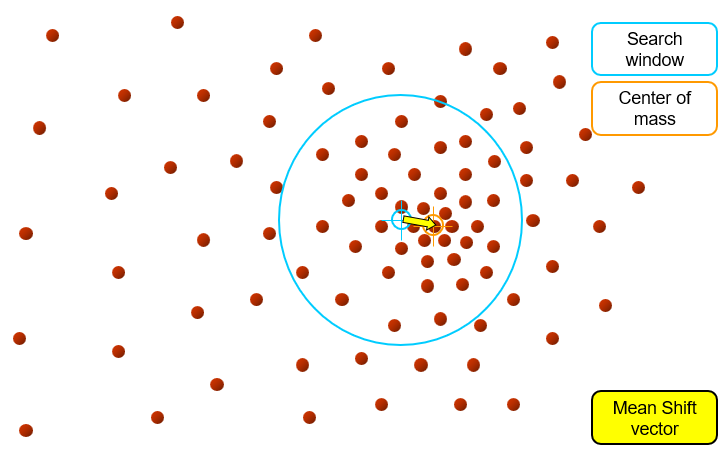 Search
window
Center of
mass
Mean Shift
vector